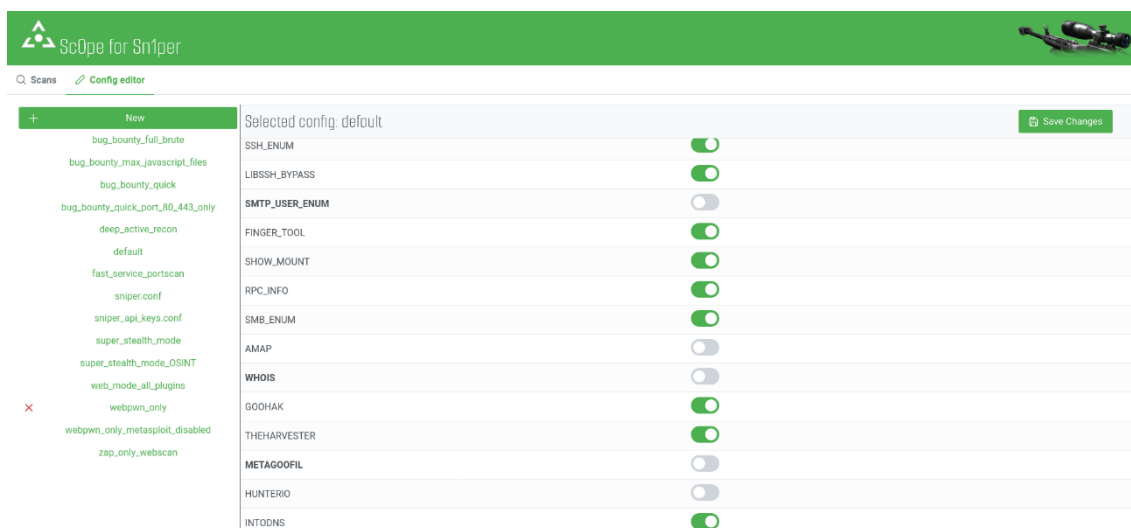 Sc0pe for Sn1per
Scans Config editor
New
bug_bounty_full_brute
bug_bounty_max_javascript_files
bug_bounty_quick
bug_bounty_quick_port_80_443_only
deep_active_recon
default
fast_service_portscan
sniper.conf
sniper_api_keys.conf
super_stealth_mode
super_stealth_mode_OSINT
web_mode_all_plugins
webpwn_only
webpwn_only_metasploit_disabled
zap_only_webscan
Selected config: default
Save Changes
SSH_ENUM
LIBSSH_BYPASS
SMTP_USER_ENUM
FINGER_TOOL
SHOW_MOUNT
RPC_INFO
SMB_ENUM
AMAP
WHOIS
GOOHAK
THEHARVESTER
METAGOOFIL
HUNTERIO
INTODNS